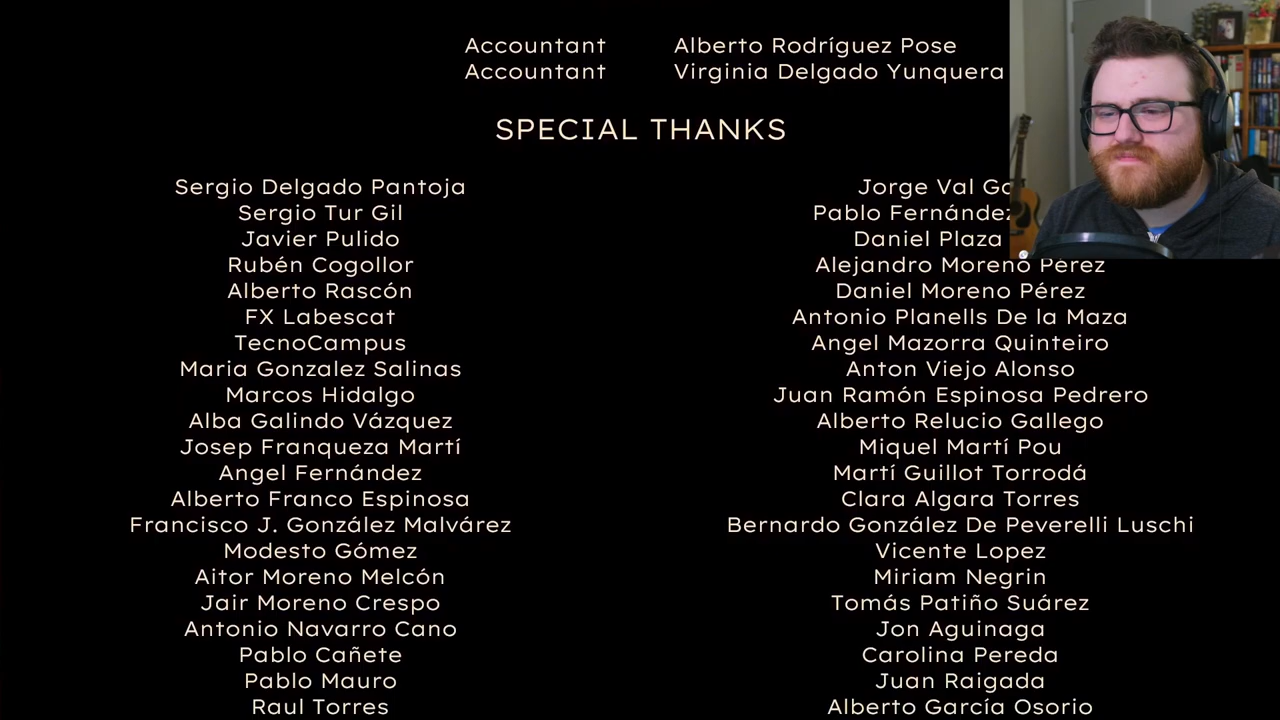 Accountant Alberto Rodríguez Pose
Accountant Virginia Delgado Yunquera
SPECIAL THANKS
Sergio Delgado Pantoja
Sergio Tur Gil
Javier Pulido
Rubén Cogollor
Alberto Rascón
FX Labescat
TecnoCampus
Maria Gonzalez Salinas
Marcos Hidalgo
Alba Galindo Vázquez
Josep Franqueza Martí
Angel Fernández
Alberto Franco Espinosa
Francisco J. González Malvárez
Modesto Gómez
Aitor Moreno Melcón
Jair Moreno Crespo
Antonio Navarro Cano
Pablo Cañete
Pablo Mauro
Raul Torres
Jorge Val
Pablo Fernández
Daniel Plaza
Alejandro Moreno Pérez
Daniel Moreno Pérez
Antonio Planells De la Maza
Angel Mazorra Quinteiro
Anton Viejo Alonso
Juan Ramón Espinosa Pedrero
Alberto Relucio Gallego
Miquel Martí Pou
Martí Guillot Torrodá
Clara Algara Torres
Bernardo González De Peverelli Luschi
Vicente Lopez
Miriam Negrin
Tomás Patiño Suárez
Jon Aguinaga
Carolina Pereda
Juan Raigada
Alberto García Osorio